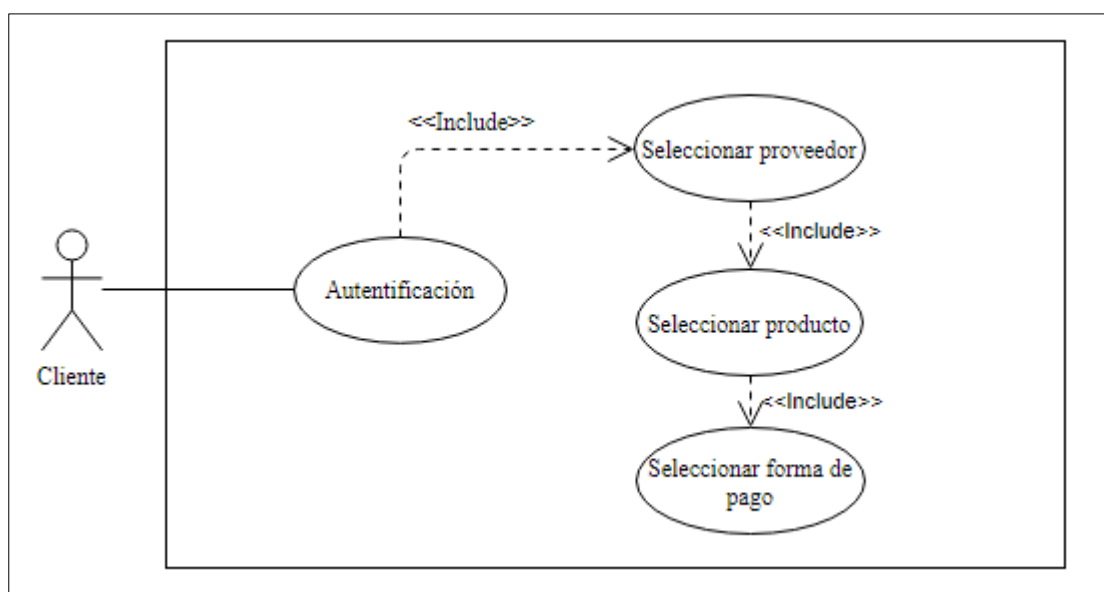 <<Include>>
Seleccionar proveedor
<<Include>>
Autentificación
Seleccionar producto
Cliente
<<Include>>
Seleccionar forma de
pago